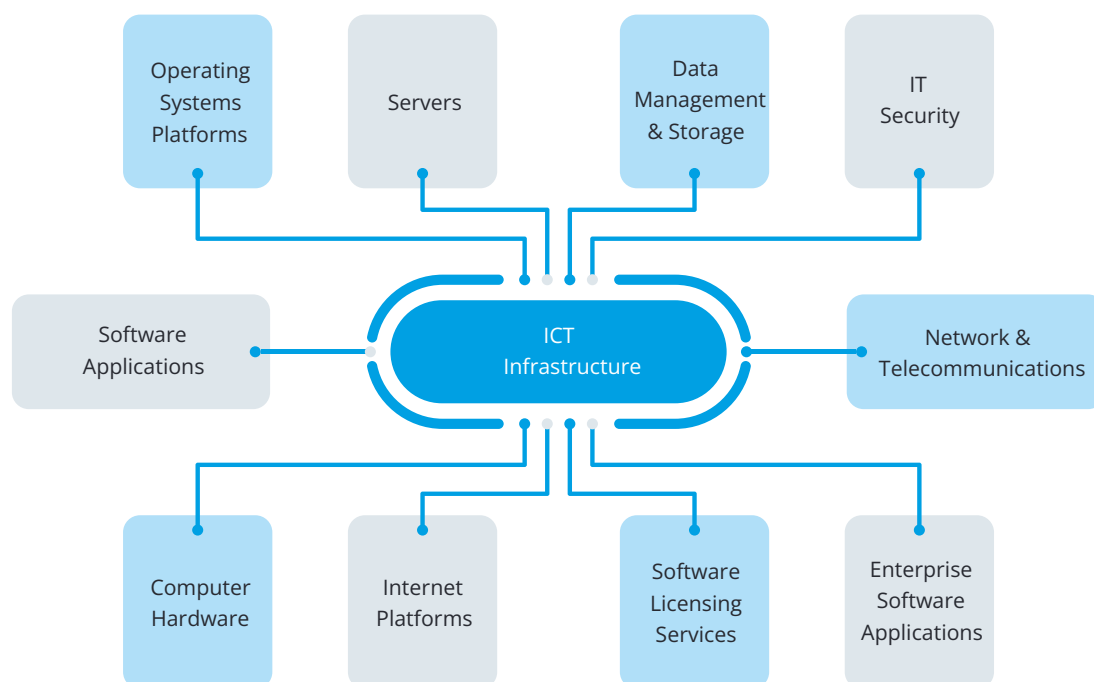 Operating
Systems
Platforms
Servers
Data
Management
& Storage
IT
Security
Software
Applications
ICT
Infrastructure
Network &
Telecommunications
Computer
Hardware
Internet
Platforms
Software
Licensing
Services
Enterprise
Software
Applications